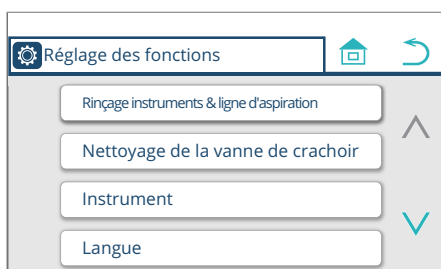 Réglage des fonctions
Rinçage instruments & ligne d'aspiration
Nettoyage de la vanne de crachoir
Instrument
Langue